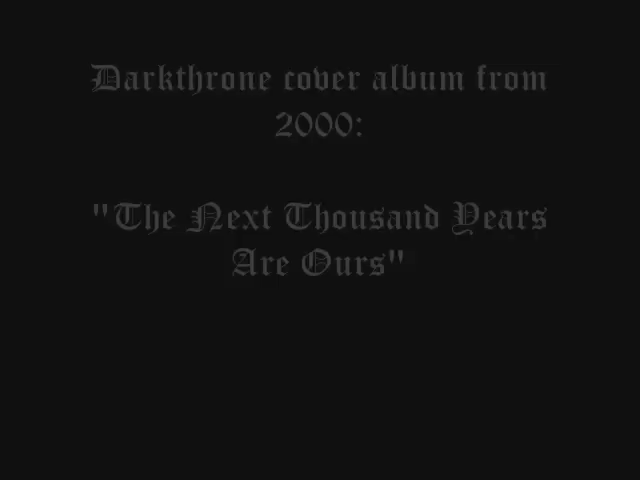 Darkthrone cover album from
2000:
"The Next Thousand Years
Are Ours"